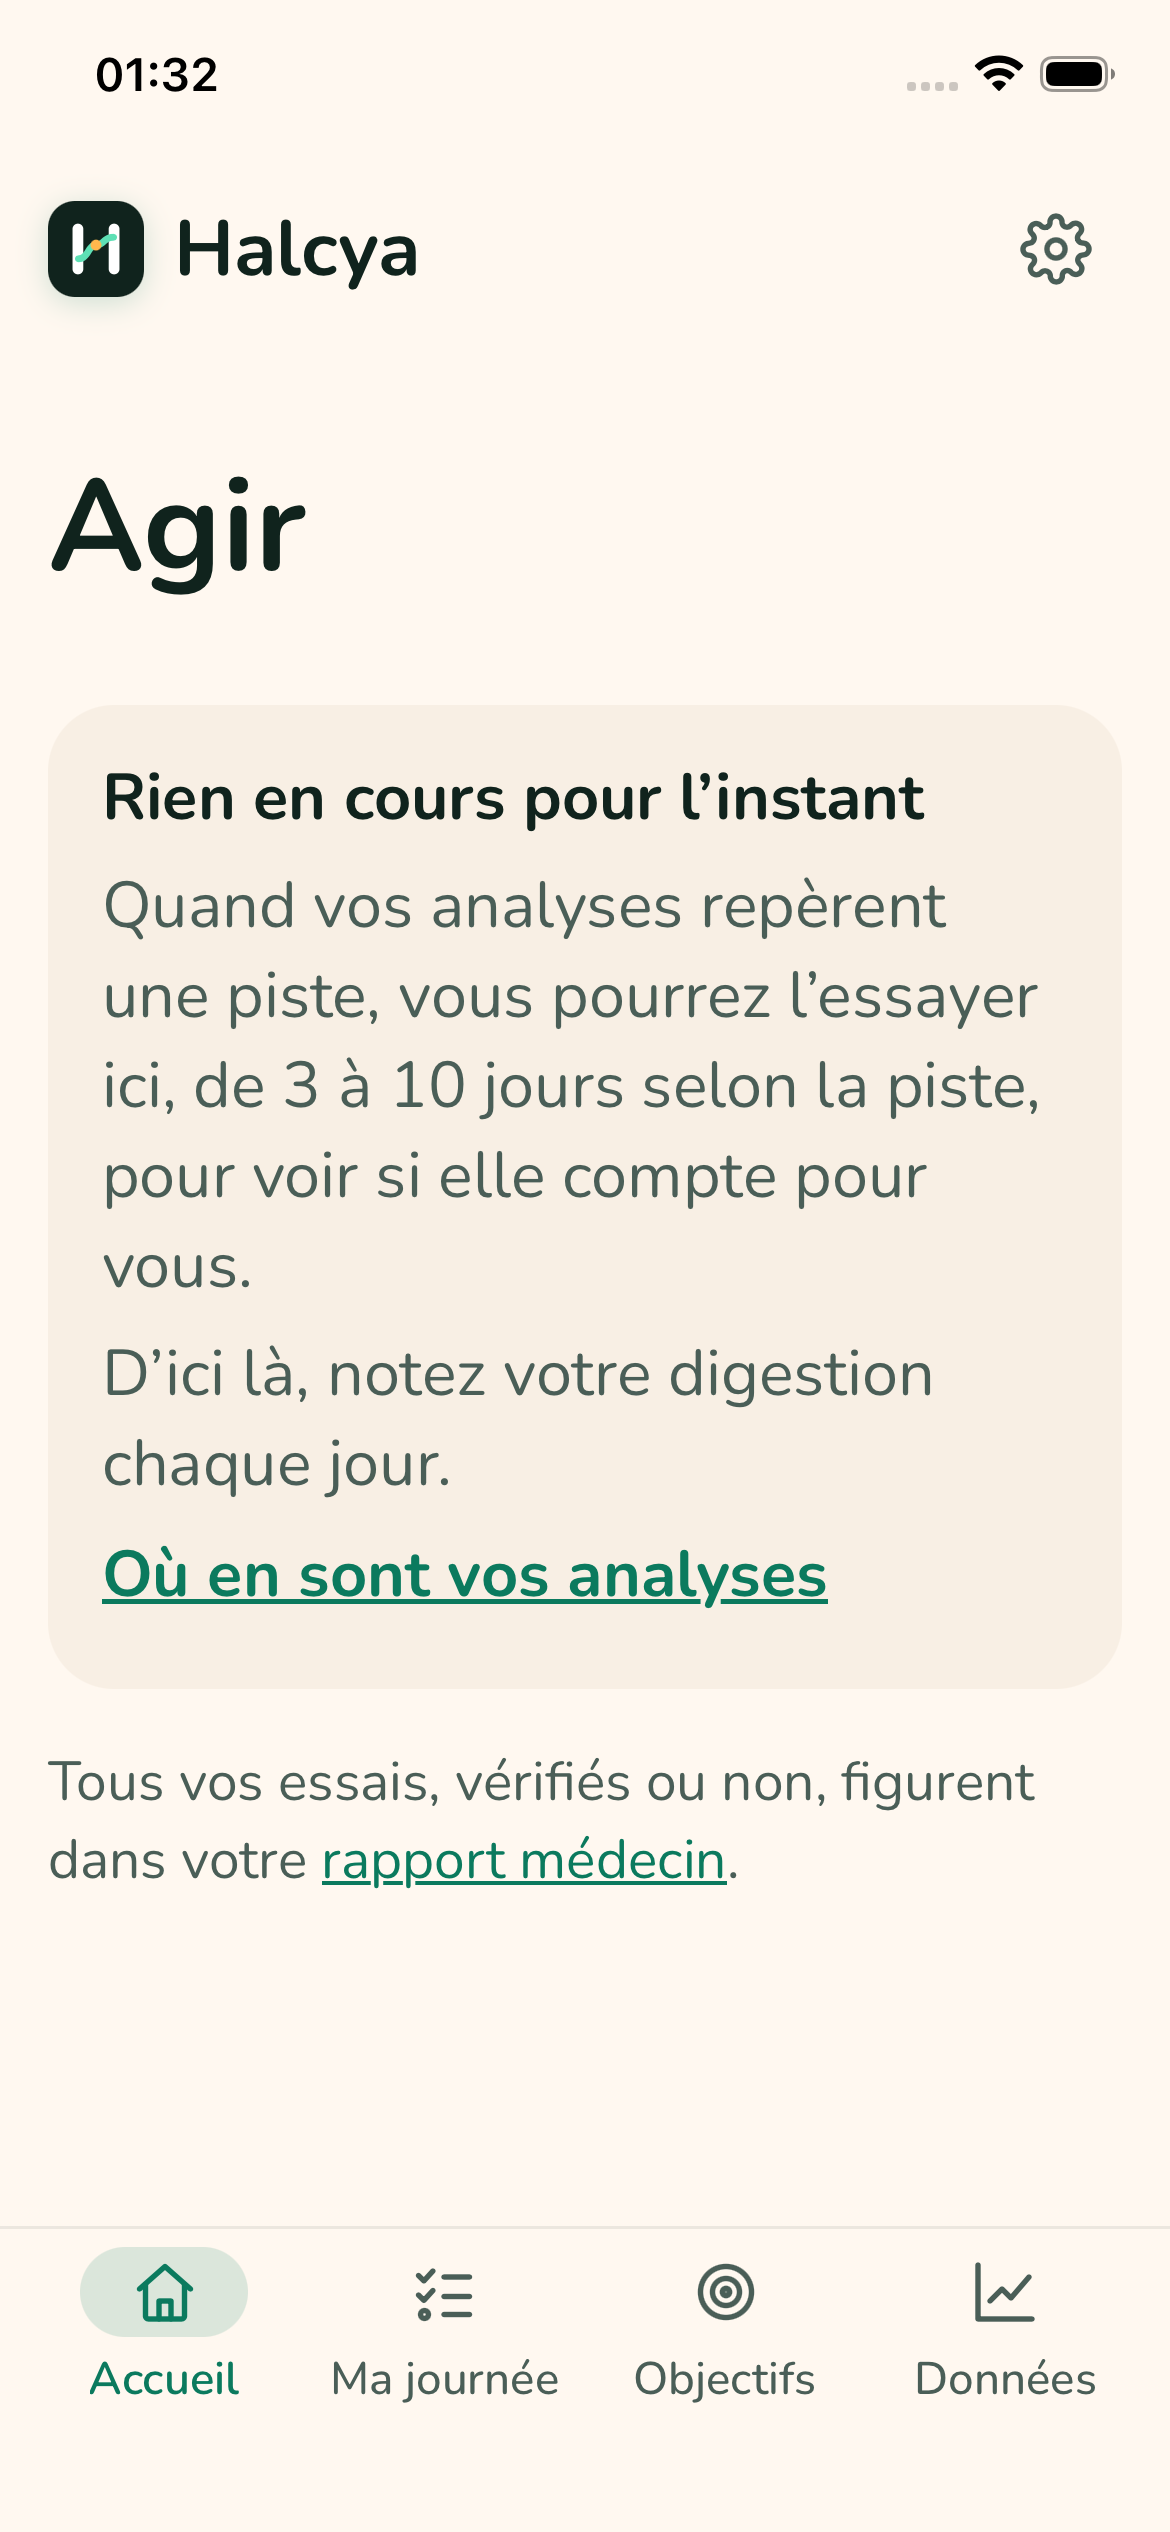 01:32
Halcya
Agir
Rien en cours pour l’instant
Quand vos analyses repèrent
une piste, vous pourrez l’essayer
ici, de 3 à 10 jours selon la piste,
pour voir si elle compte pour
vous.
D’ici là, notez votre digestion
chaque jour.
Où en sont vos analyses
Tous vos essais, vérifiés ou non, figurent
dans votre rapport médecin.
Accueil
Ma journée
Objectifs
Données